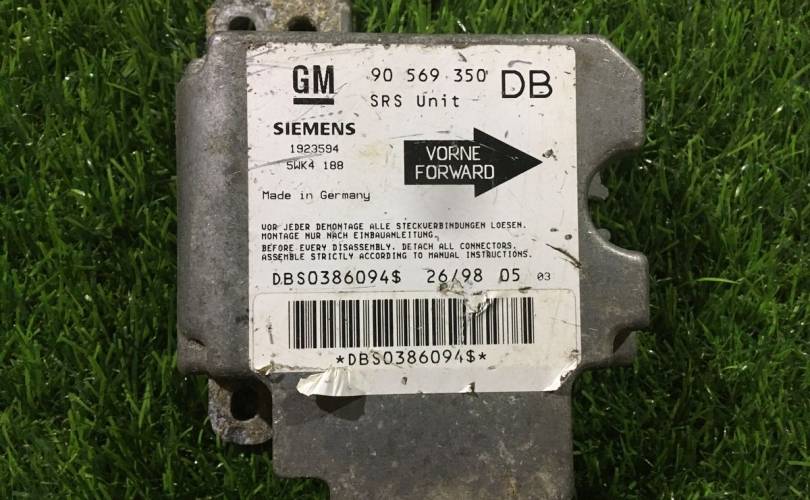 GM 90 569 350 DB
SRS Unit
SIEMENS
1923594
5WK4 188
VORNE
FORWARD
Made in Germany
VOR JEDER DEMONTAGE ALLE STECKVERBINDUNGEN LOESEN.
MONTAGE NUR NACH EINBAUANLEITUNG.
BEFORE EVERY DISASSEMBLY. DETACH ALL CONNECTORS.
ASSEMBLE STRICTLY ACCORDING TO MANUAL INSTRUCTIONS.
DBS0386094$ 26/98 05 03
*DBS0386094$*